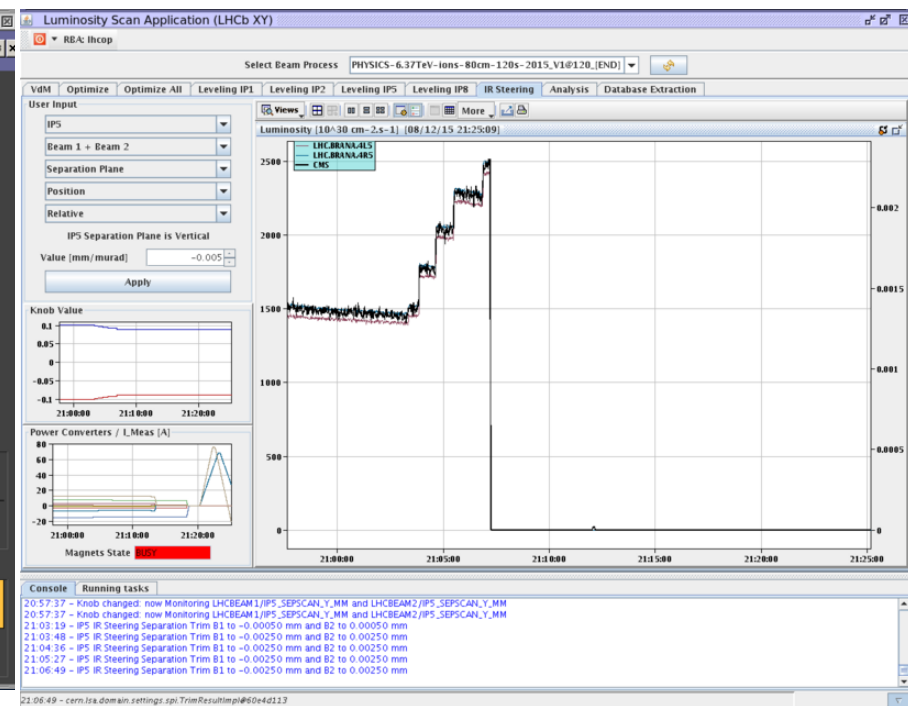 Luminosity Scan Application (LHCb XY)
RBA: lhcop
Select Beam Process PHYSICS-6.37TeV-ions-80cm-120s-2015_V1@120_[END]
VdM Optimize Optimize All Leveling IP1 Leveling IP2 Leveling IP5 Leveling IP8 IR Steering Analysis Database Extraction
User Input
IP5
Beam 1 + Beam 2
Separation Plane
Position
Relative
IP5 Separation Plane is Vertical
Value [mm/murad] -0.005
Apply
Knob Value
0.1
0.05
0
-0.05
-0.1
21:00:00 21:10:00 21:20:00
Power Converters / I_Meas [A]
80
60
40
20
0
-20
21:00:00 21:10:00 21:20:00
Magnets State BUSY
Views More
Luminosity [10^30 cm-2.s-1] [08/12/15 21:25:09]
LHC.BRANA.4L5
LHC.BRANA.4R5
CMS
2500
2000
1500
1000
500
0
0.002
0.0015
0.001
0.0005
0
21:00:00 21:05:00 21:10:00 21:15:00 21:20:00 21:25:00
Console Running tasks
20:57:37 - Knob changed: now Monitoring LHCBEAM1/IP5_SEPSCAN_Y_MM and LHCBEAM2/IP5_SEPSCAN_Y_MM
20:57:37 - Knob changed: now Monitoring LHCBEAM1/IP5_SEPSCAN_Y_MM and LHCBEAM2/IP5_SEPSCAN_Y_MM
21:03:19 - IP5 IR Steering Separation Trim B1 to -0.00050 mm and B2 to 0.00050 mm
21:03:48 - IP5 IR Steering Separation Trim B1 to -0.00250 mm and B2 to 0.00250 mm
21:04:36 - IP5 IR Steering Separation Trim B1 to -0.00250 mm and B2 to 0.00250 mm
21:05:27 - IP5 IR Steering Separation Trim B1 to -0.00250 mm and B2 to 0.00250 mm
21:06:49 - IP5 IR Steering Separation Trim B1 to -0.00250 mm and B2 to 0.00250 mm
21:06:49 - cern.lsa.domain.settings.spi.TrimResultImpl@60e4d113